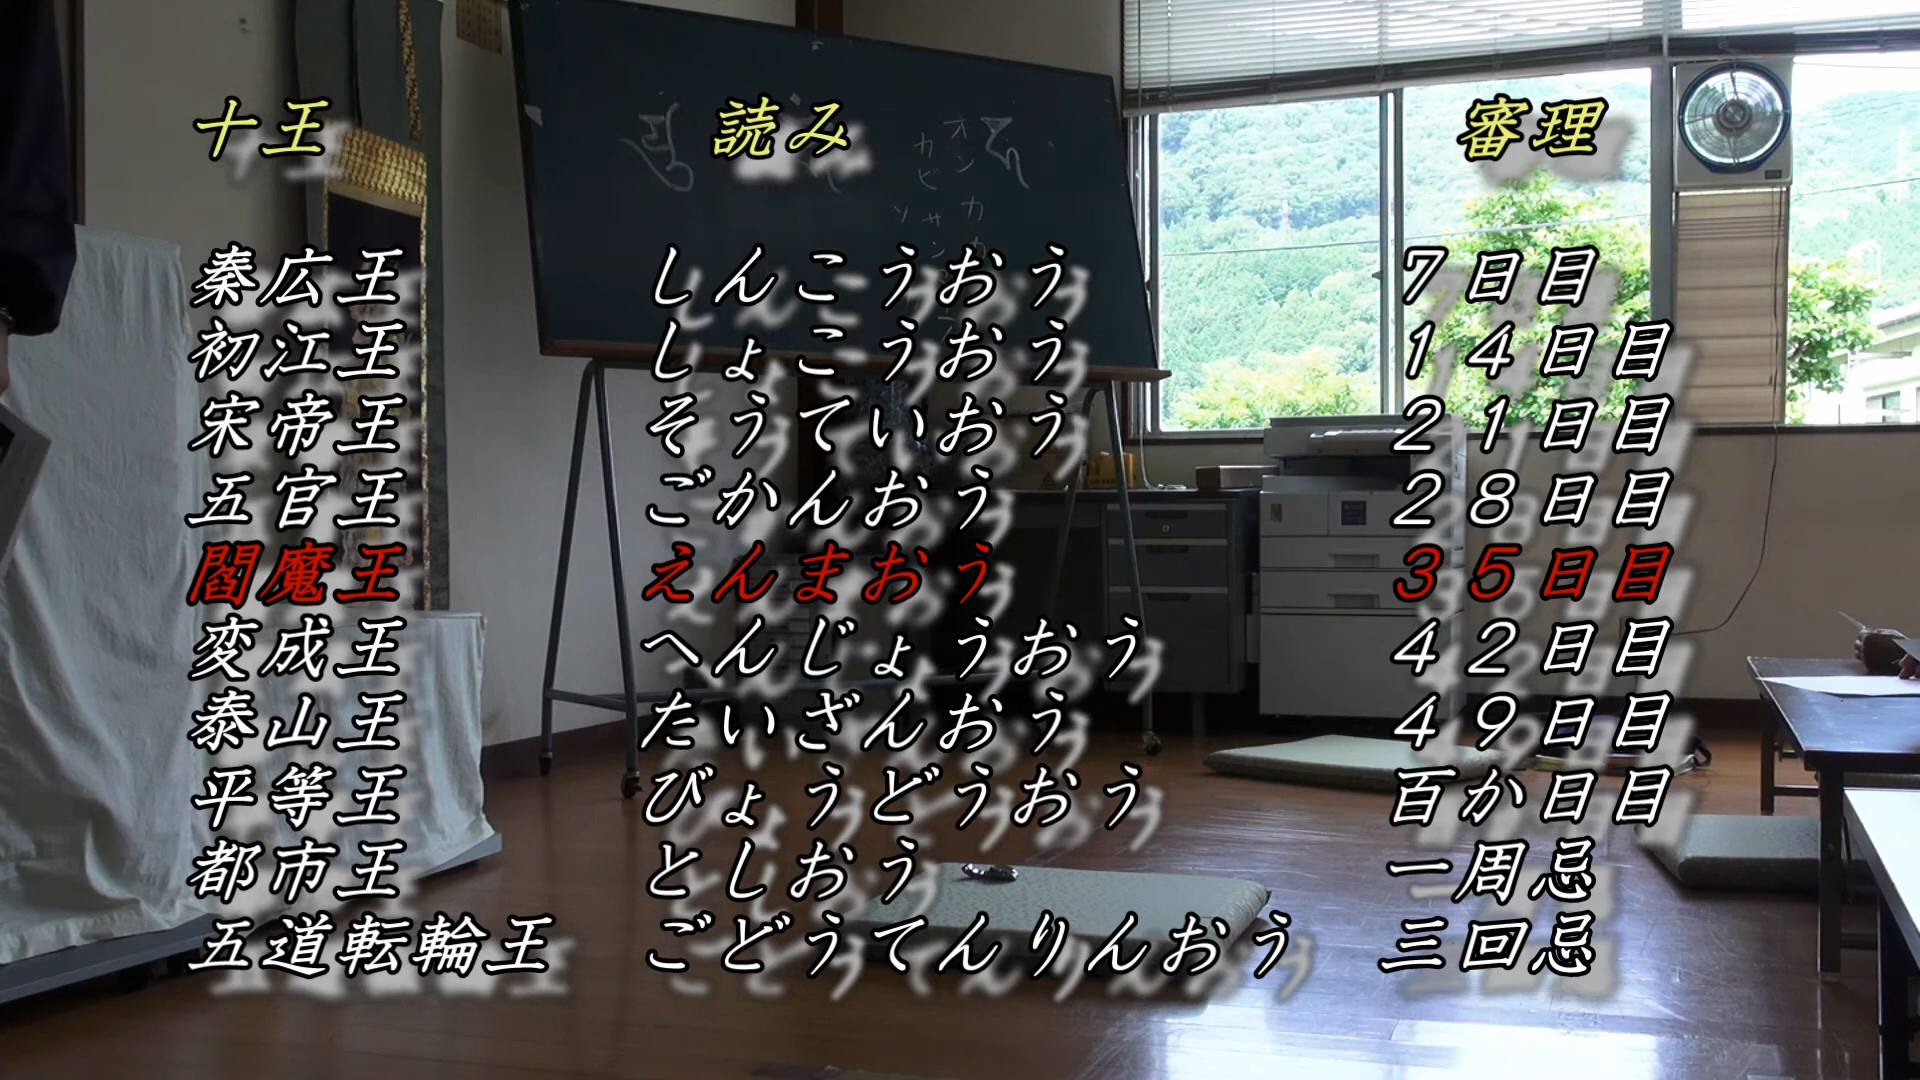 十王 読み 審理
秦広王 しんこうおう 7日目
初江王 しょこうおう 14日目
宋帝王 そうていおう 21日目
五官王 ごかんおう 28日目
閻魔王 えんまおう 35日目
変成王 へんじょうおう 42日目
泰山王 たいざんおう 49日目
平等王 びょうどうおう 百か日目
都市王 としおう 一周忌
五道転輪王 ごどうてんりんおう 三回忌